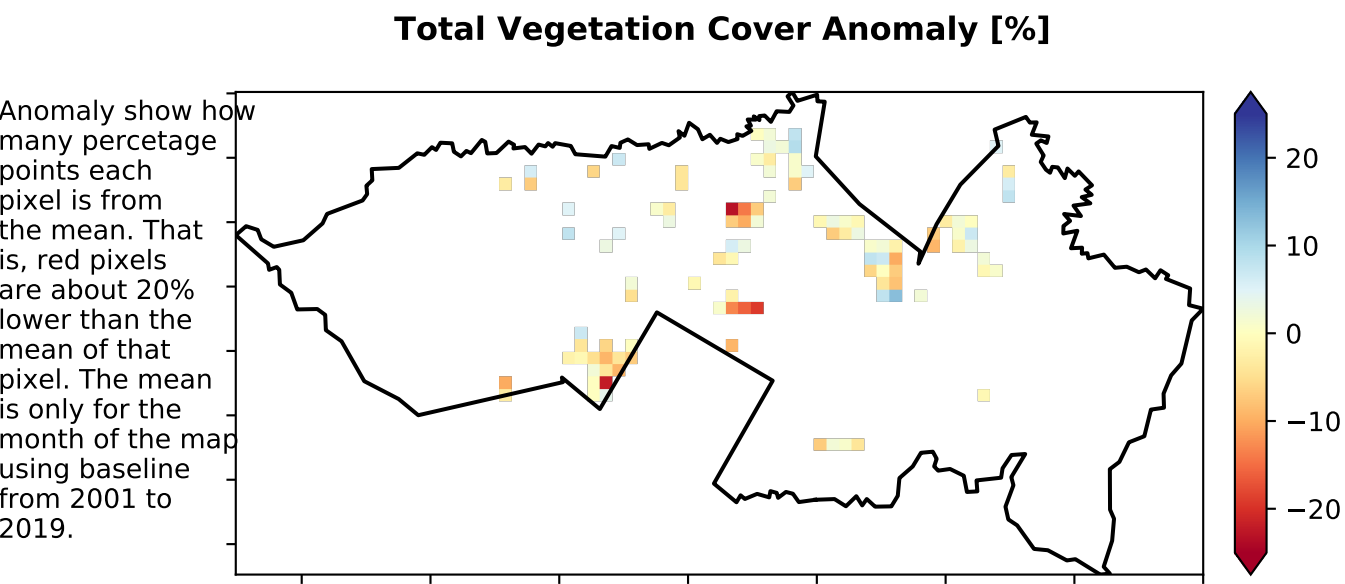 Total Vegetation Cover Anomaly [%]
Anomaly show how
many percetage
points each
pixel is from
the mean. That
is, red pixels
are about 20%
lower than the
mean of that
pixel. The mean
is only for the
month of the map
using baseline
from 2001 to
2019.
20
10
0
−10
−20